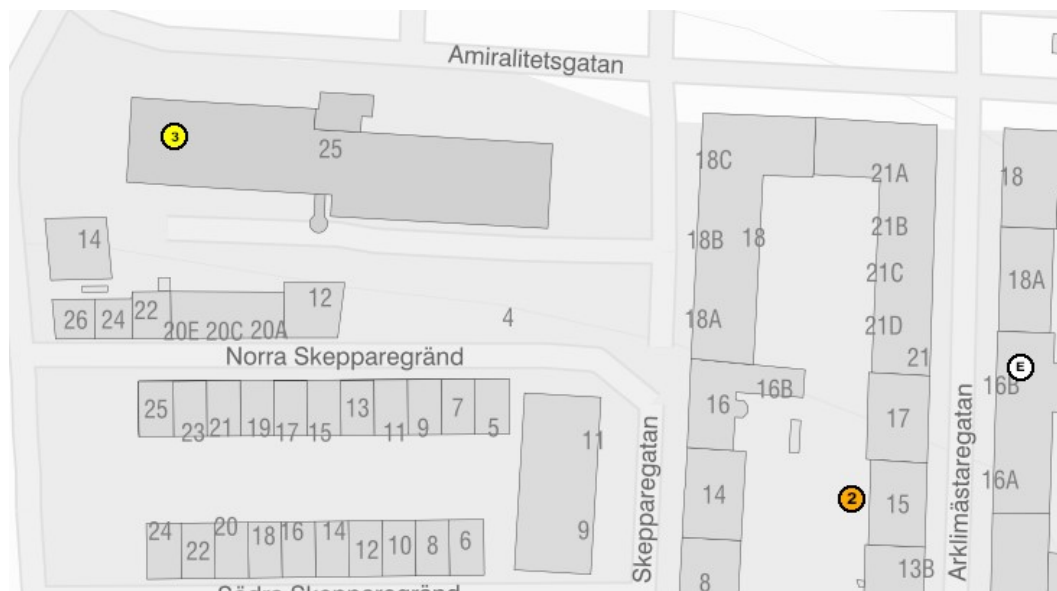 Amiralitetsgatan
3
25
18C
21A
18
14
18B
18
21B
21C
18A
12
4
18A
21D
26
24
22
20E
20C
20A
21
Norra Skepparegränd
E
16B
16B
25
23
21
19
17
15
13
11
9
7
5
16
17
11
Skepparegatan
Arklimästaregatan
16A
14
2
15
24
22
20
18
16
14
12
10
8
6
9
8
13B
Södra Skepparegränd